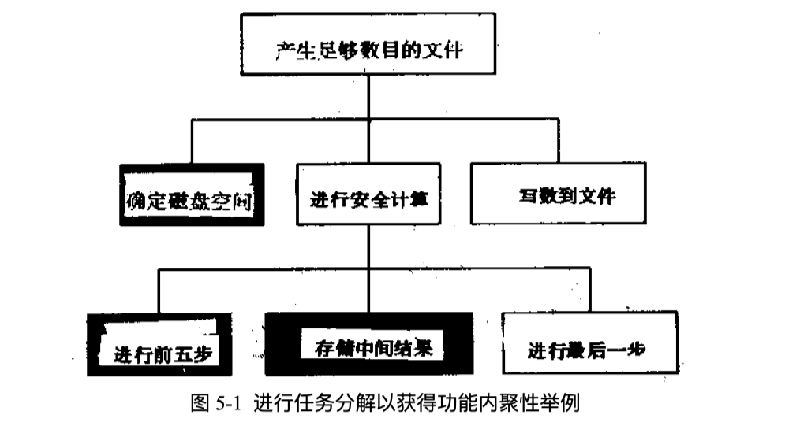 产生足够数目的文件
确定磁盘空间
进行安全计算
写数到文件
进行前五步
存储中间结果
进行最后一步
图 5-1 进行任务分解以获得功能内聚性举例